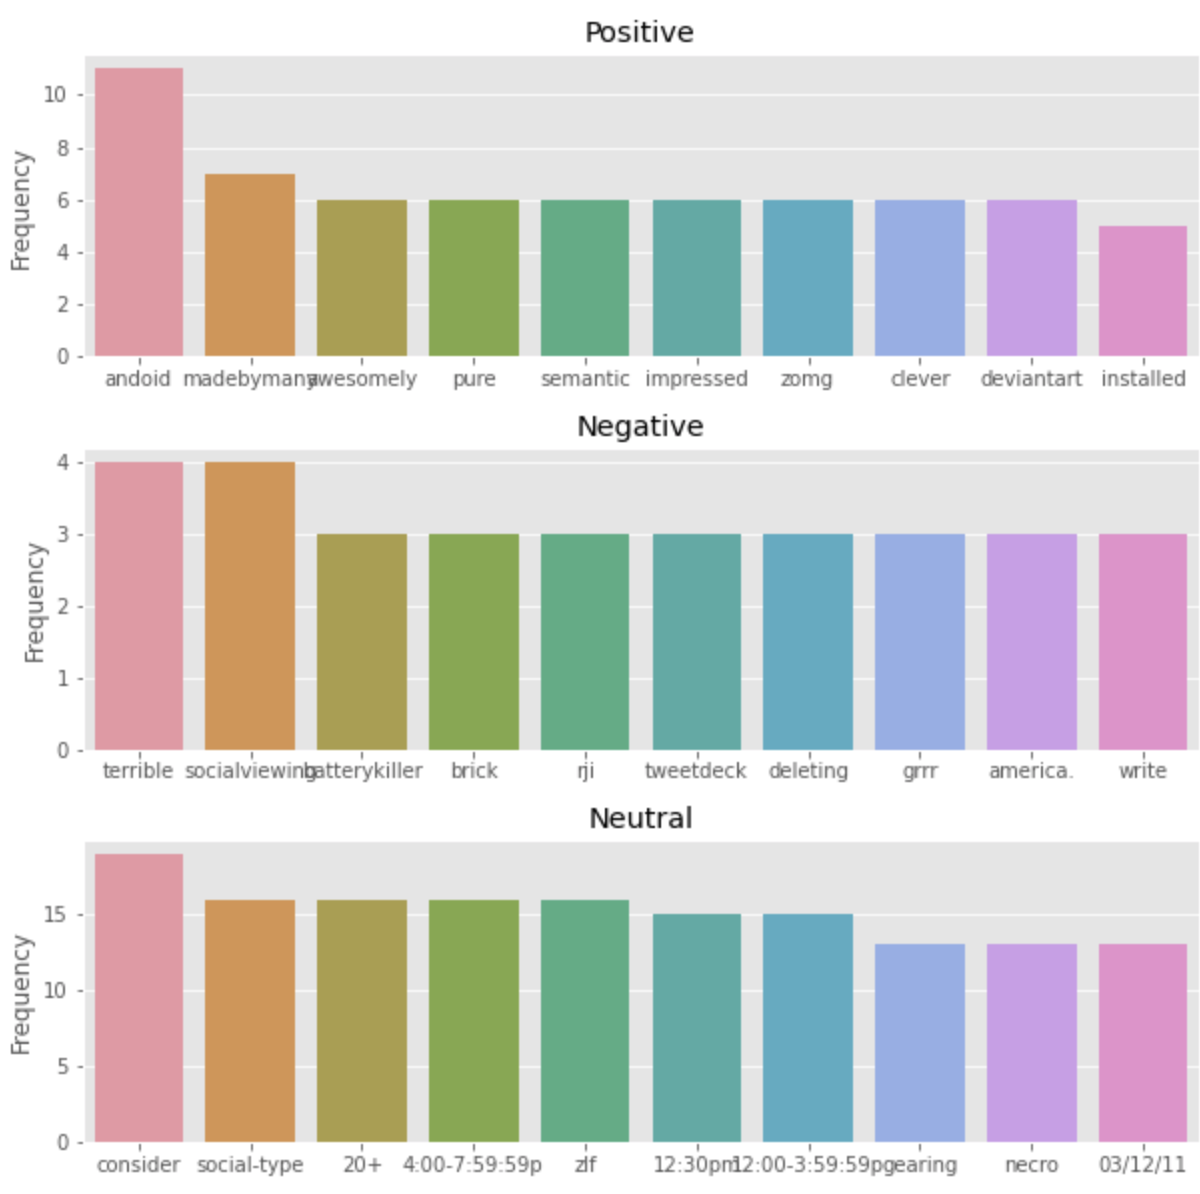 Positive
Frequency
10
8
6
4
2
0
andoid madebymany awesomely pure semantic impressed zomg clever deviantart installed
Negative
Frequency
4
3
2
1
0
terrible socialviewing batterykiller brick rji tweetdeck deleting grrr america. write
Neutral
Frequency
15
10
5
0
consider social-type 20+ 4:00-7:59:59p zlf 12:30pm 12:00-3:59:59p gearing necro 03/12/11